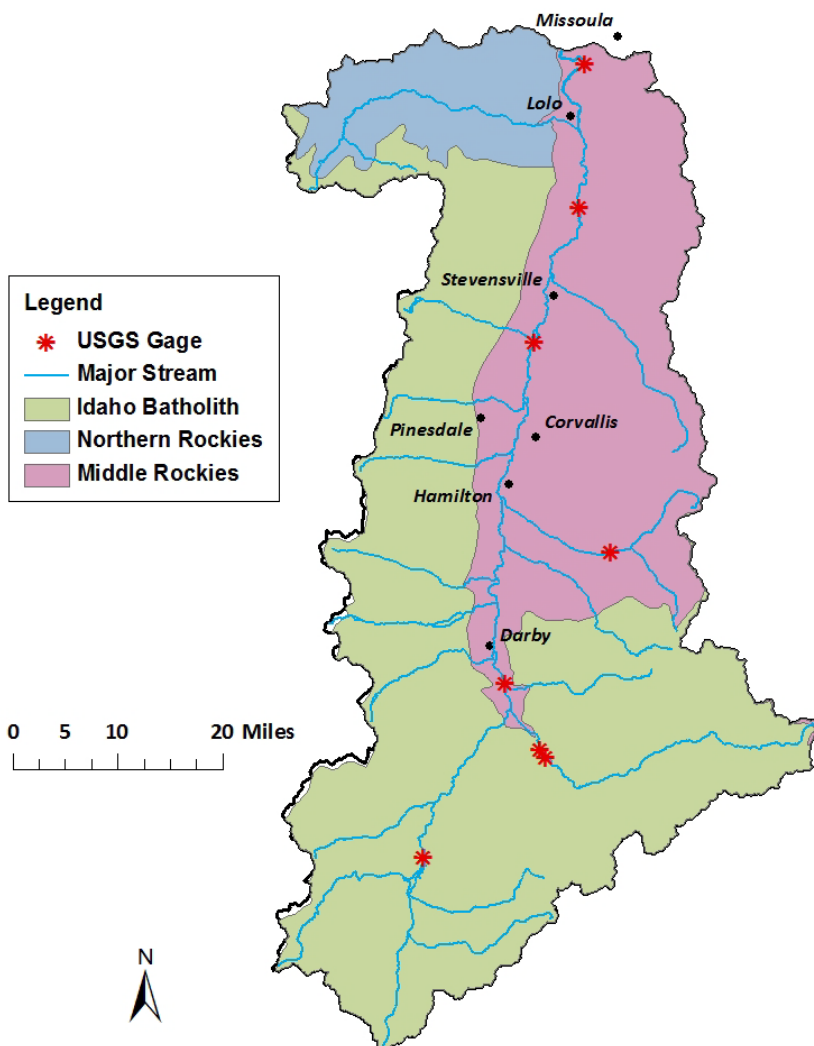 Missoula
Lolo
Stevensville
Legend
USGS Gage
Major Stream
Idaho Batholith
Northern Rockies
Middle Rockies
Pinesdale
Corvallis
Hamilton
Darby
0 5 10 20 Miles
N